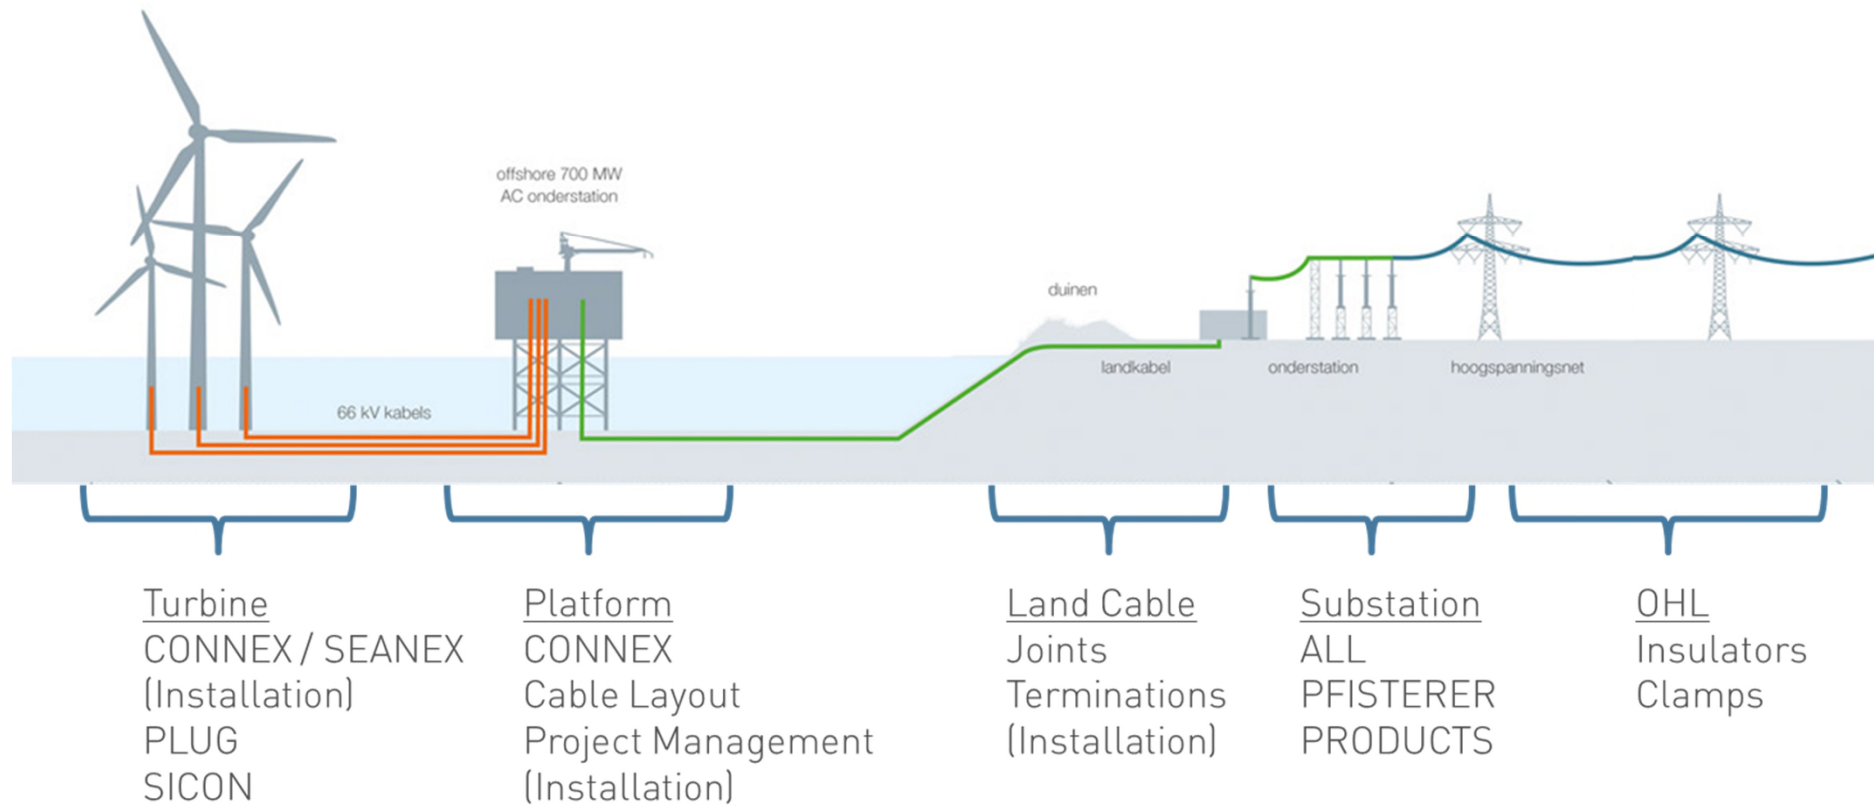 offshore 700 MW
AC onderstation
duinen
66 kV kabels
landkabel
onderstation
hoogspanningsnet
Turbine
CONNEX / SEANEX
(Installation)
PLUG
SICON
Platform
CONNEX
Cable Layout
Project Management
(Installation)
Land Cable
Joints
Terminations
(Installation)
Substation
ALL
PFISTERER
PRODUCTS
OHL
Insulators
Clamps